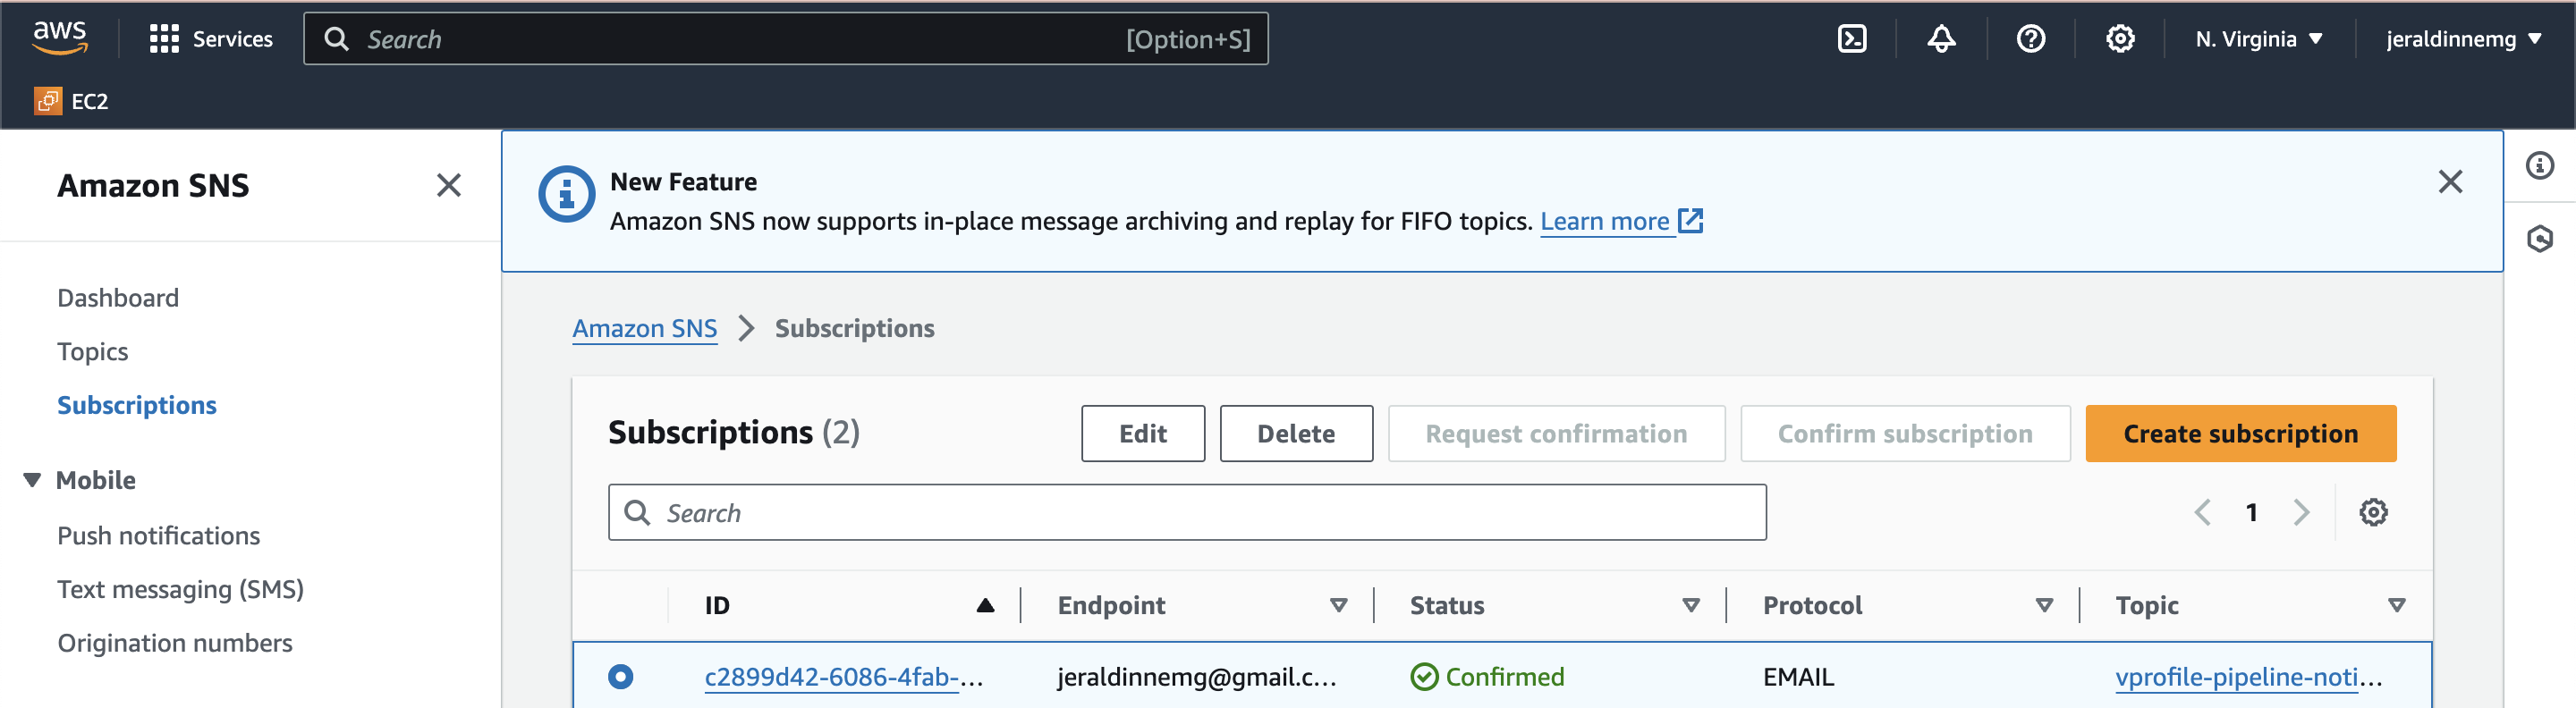 aws
Services
Search
[Option+S]
N. Virginia
jeraldinnemg
EC2
Amazon SNS
New Feature
Amazon SNS now supports in-place message archiving and replay for FIFO topics. Learn more
Dashboard
Topics
Subscriptions
Mobile
Push notifications
Text messaging (SMS)
Origination numbers
Amazon SNS > Subscriptions
Subscriptions (2)
Edit
Delete
Request confirmation
Confirm subscription
Create subscription
Search
1
ID Endpoint Status Protocol Topic
c2899d42-6086-4fab-... jeraldinnemg@gmail.c... Confirmed EMAIL vprofile-pipeline-noti...